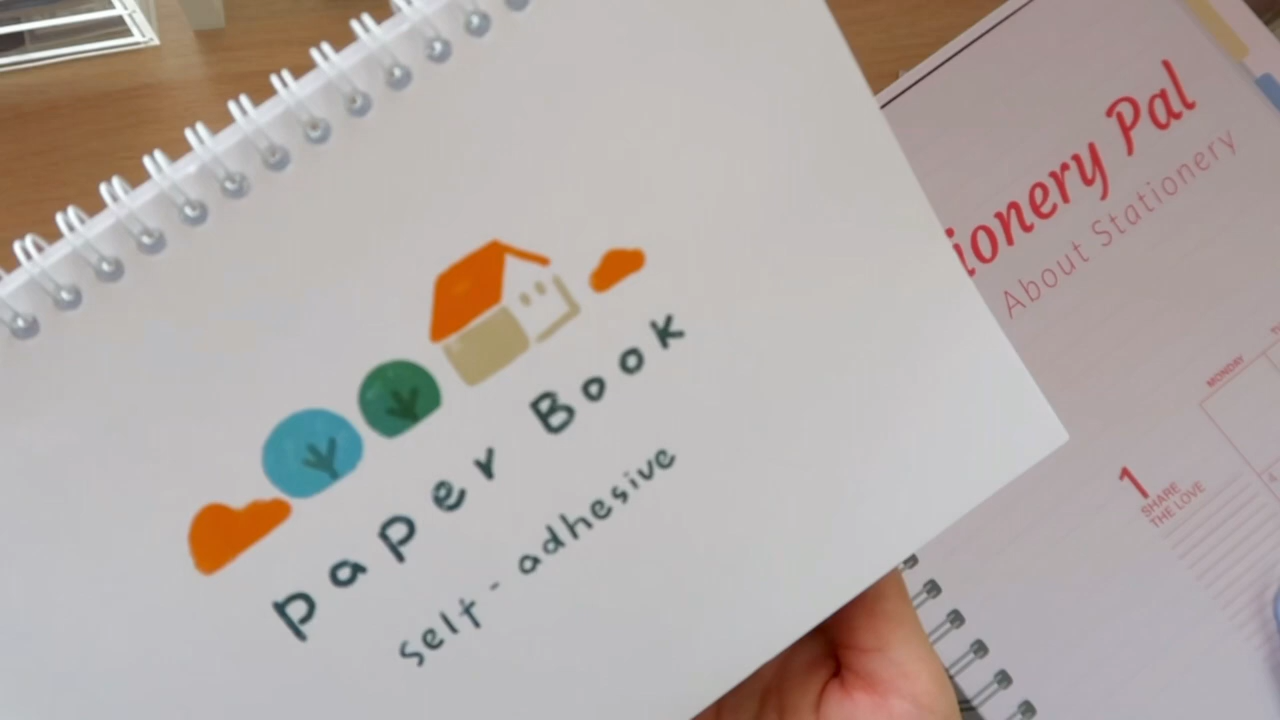 paper Book
self-adhesive
ionery Pal
About Stationery
MONDAY
1
SHARE
THE LOVE